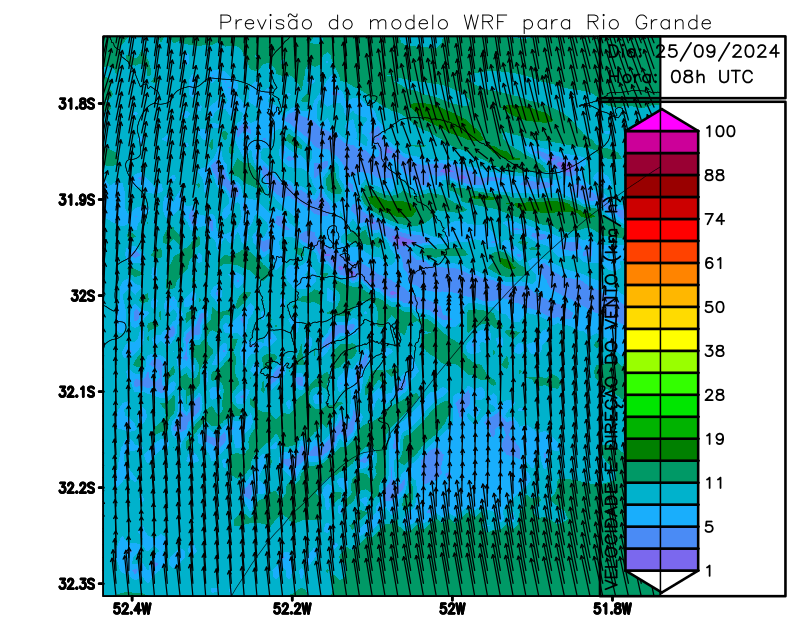 Previsão do modelo WRF para Rio Grande
Dia: 25/09/2024
Hora: 08h UTC
31.8S
31.9S
32S
32.1S
32.2S
32.3S
52.4W
52.2W
52W
51.8W
VELOCIDADE E DIREÇÃO DO VENTO (km/h)
100
88
74
61
50
38
28
19
11
5
1